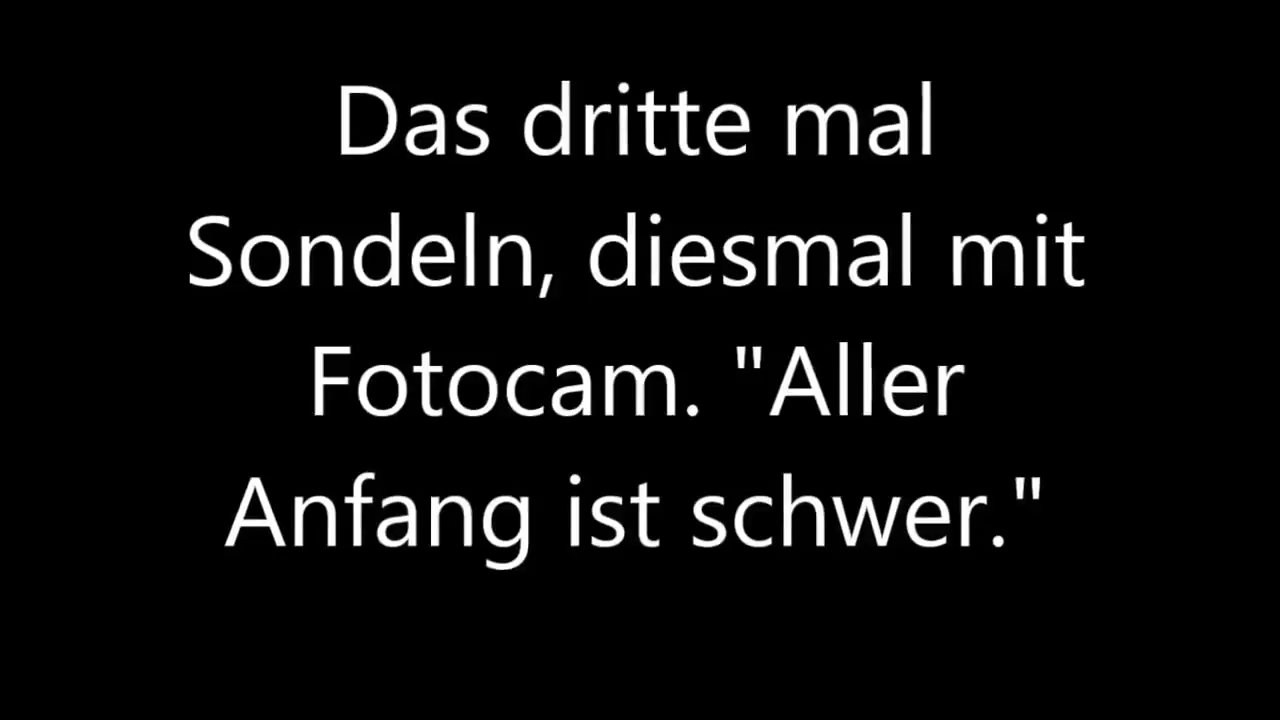 Das dritte mal
Sondeln, diesmal mit
Fotocam. "Aller
Anfang ist schwer."